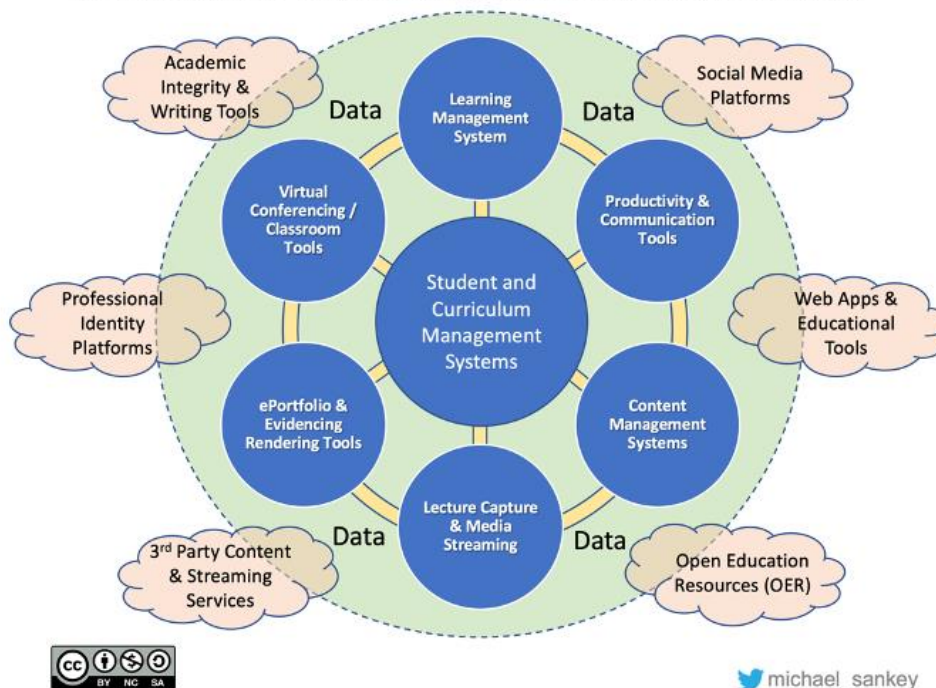 Academic
Integrity &
Writing Tools
Data
Learning
Management
System
Data
Social Media
Platforms
Virtual
Conferencing /
Classroom
Tools
Productivity &
Communication
Tools
Professional
Identity
Platforms
Student and
Curriculum
Management
Systems
Web Apps &
Educational
Tools
ePortfolio &
Evidencing
Rendering Tools
Content
Management
Systems
3rd Party Content
& Streaming
Services
Data
Lecture Capture
& Media
Streaming
Data
Open Education
Resources (OER)
cc
BY NC SA
michael_sankey